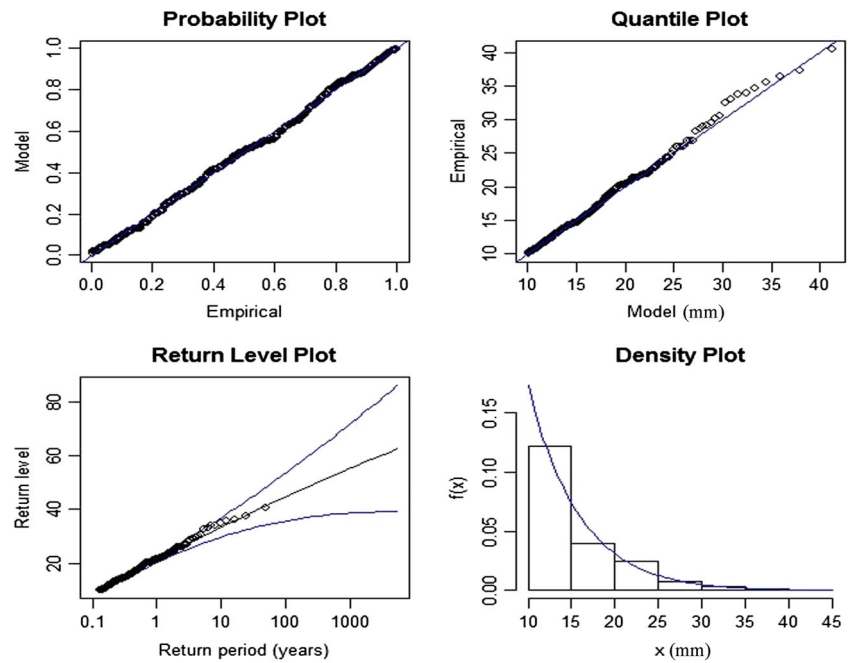 Probability Plot
Model
0.0 0.2 0.4 0.6 0.8 1.0
0.0 0.2 0.4 0.6 0.8 1.0
Empirical
Quantile Plot
Empirical
10 15 20 25 30 35 40
10 15 20 25 30 35 40
Model (mm)
Return Level Plot
Return level
20 40 60 80
0.1 1 10 100 1000
Return period (years)
Density Plot
f(x)
0.00 0.05 0.10 0.15
10 15 20 25 30 35 40 45
x (mm)